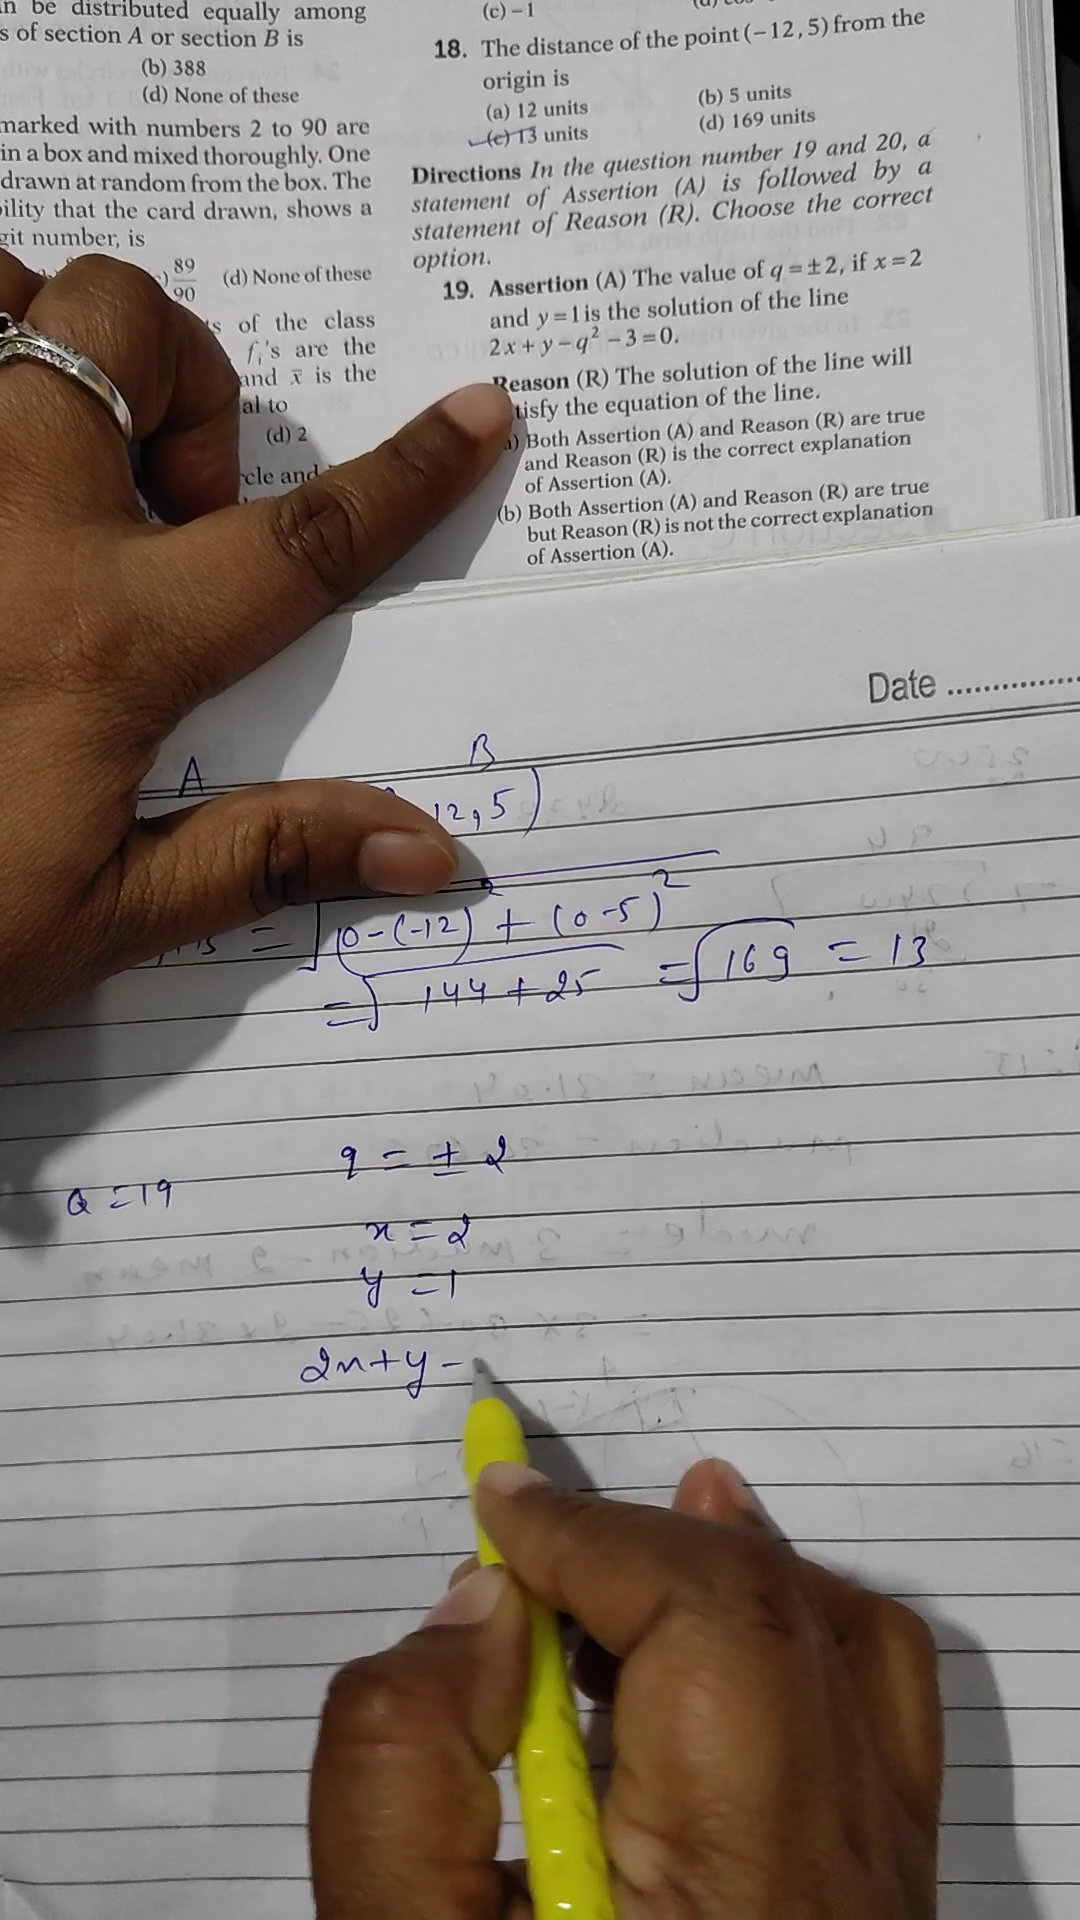 n be distributed equally among
s of section A or section B is
(b) 388
(d) None of these
marked with numbers 2 to 90 are
in a box and mixed thoroughly. One
drawn at random from the box. The
ility that the card drawn, shows a
git number, is
89
90
(d) None of these
of the class
fᵢ's are the
and x̄ is the
al to
(d) 2
cle and
(c) –1
18. The distance of the point (–12, 5) from the
origin is
(a) 12 units
(b) 5 units
(c) 13 units
(d) 169 units
Directions In the question number 19 and 20, a
statement of Assertion (A) is followed by a
statement of Reason (R). Choose the correct
option.
19. Assertion (A) The value of q = ±2, if x = 2
and y = 1 is the solution of the line
2x + y – q² – 3 = 0.
Reason (R) The solution of the line will
tisfy the equation of the line.
) Both Assertion (A) and Reason (R) are true
and Reason (R) is the correct explanation
of Assertion (A).
(b) Both Assertion (A) and Reason (R) are true
but Reason (R) is not the correct explanation
of Assertion (A).
Date ...............
A B
12,5)
= √0-(-12)² + (0-5)²
= √144 + 25 = √169 = 13
q = ± 2
Q = 19
x = 2
y = 1
2x+y -